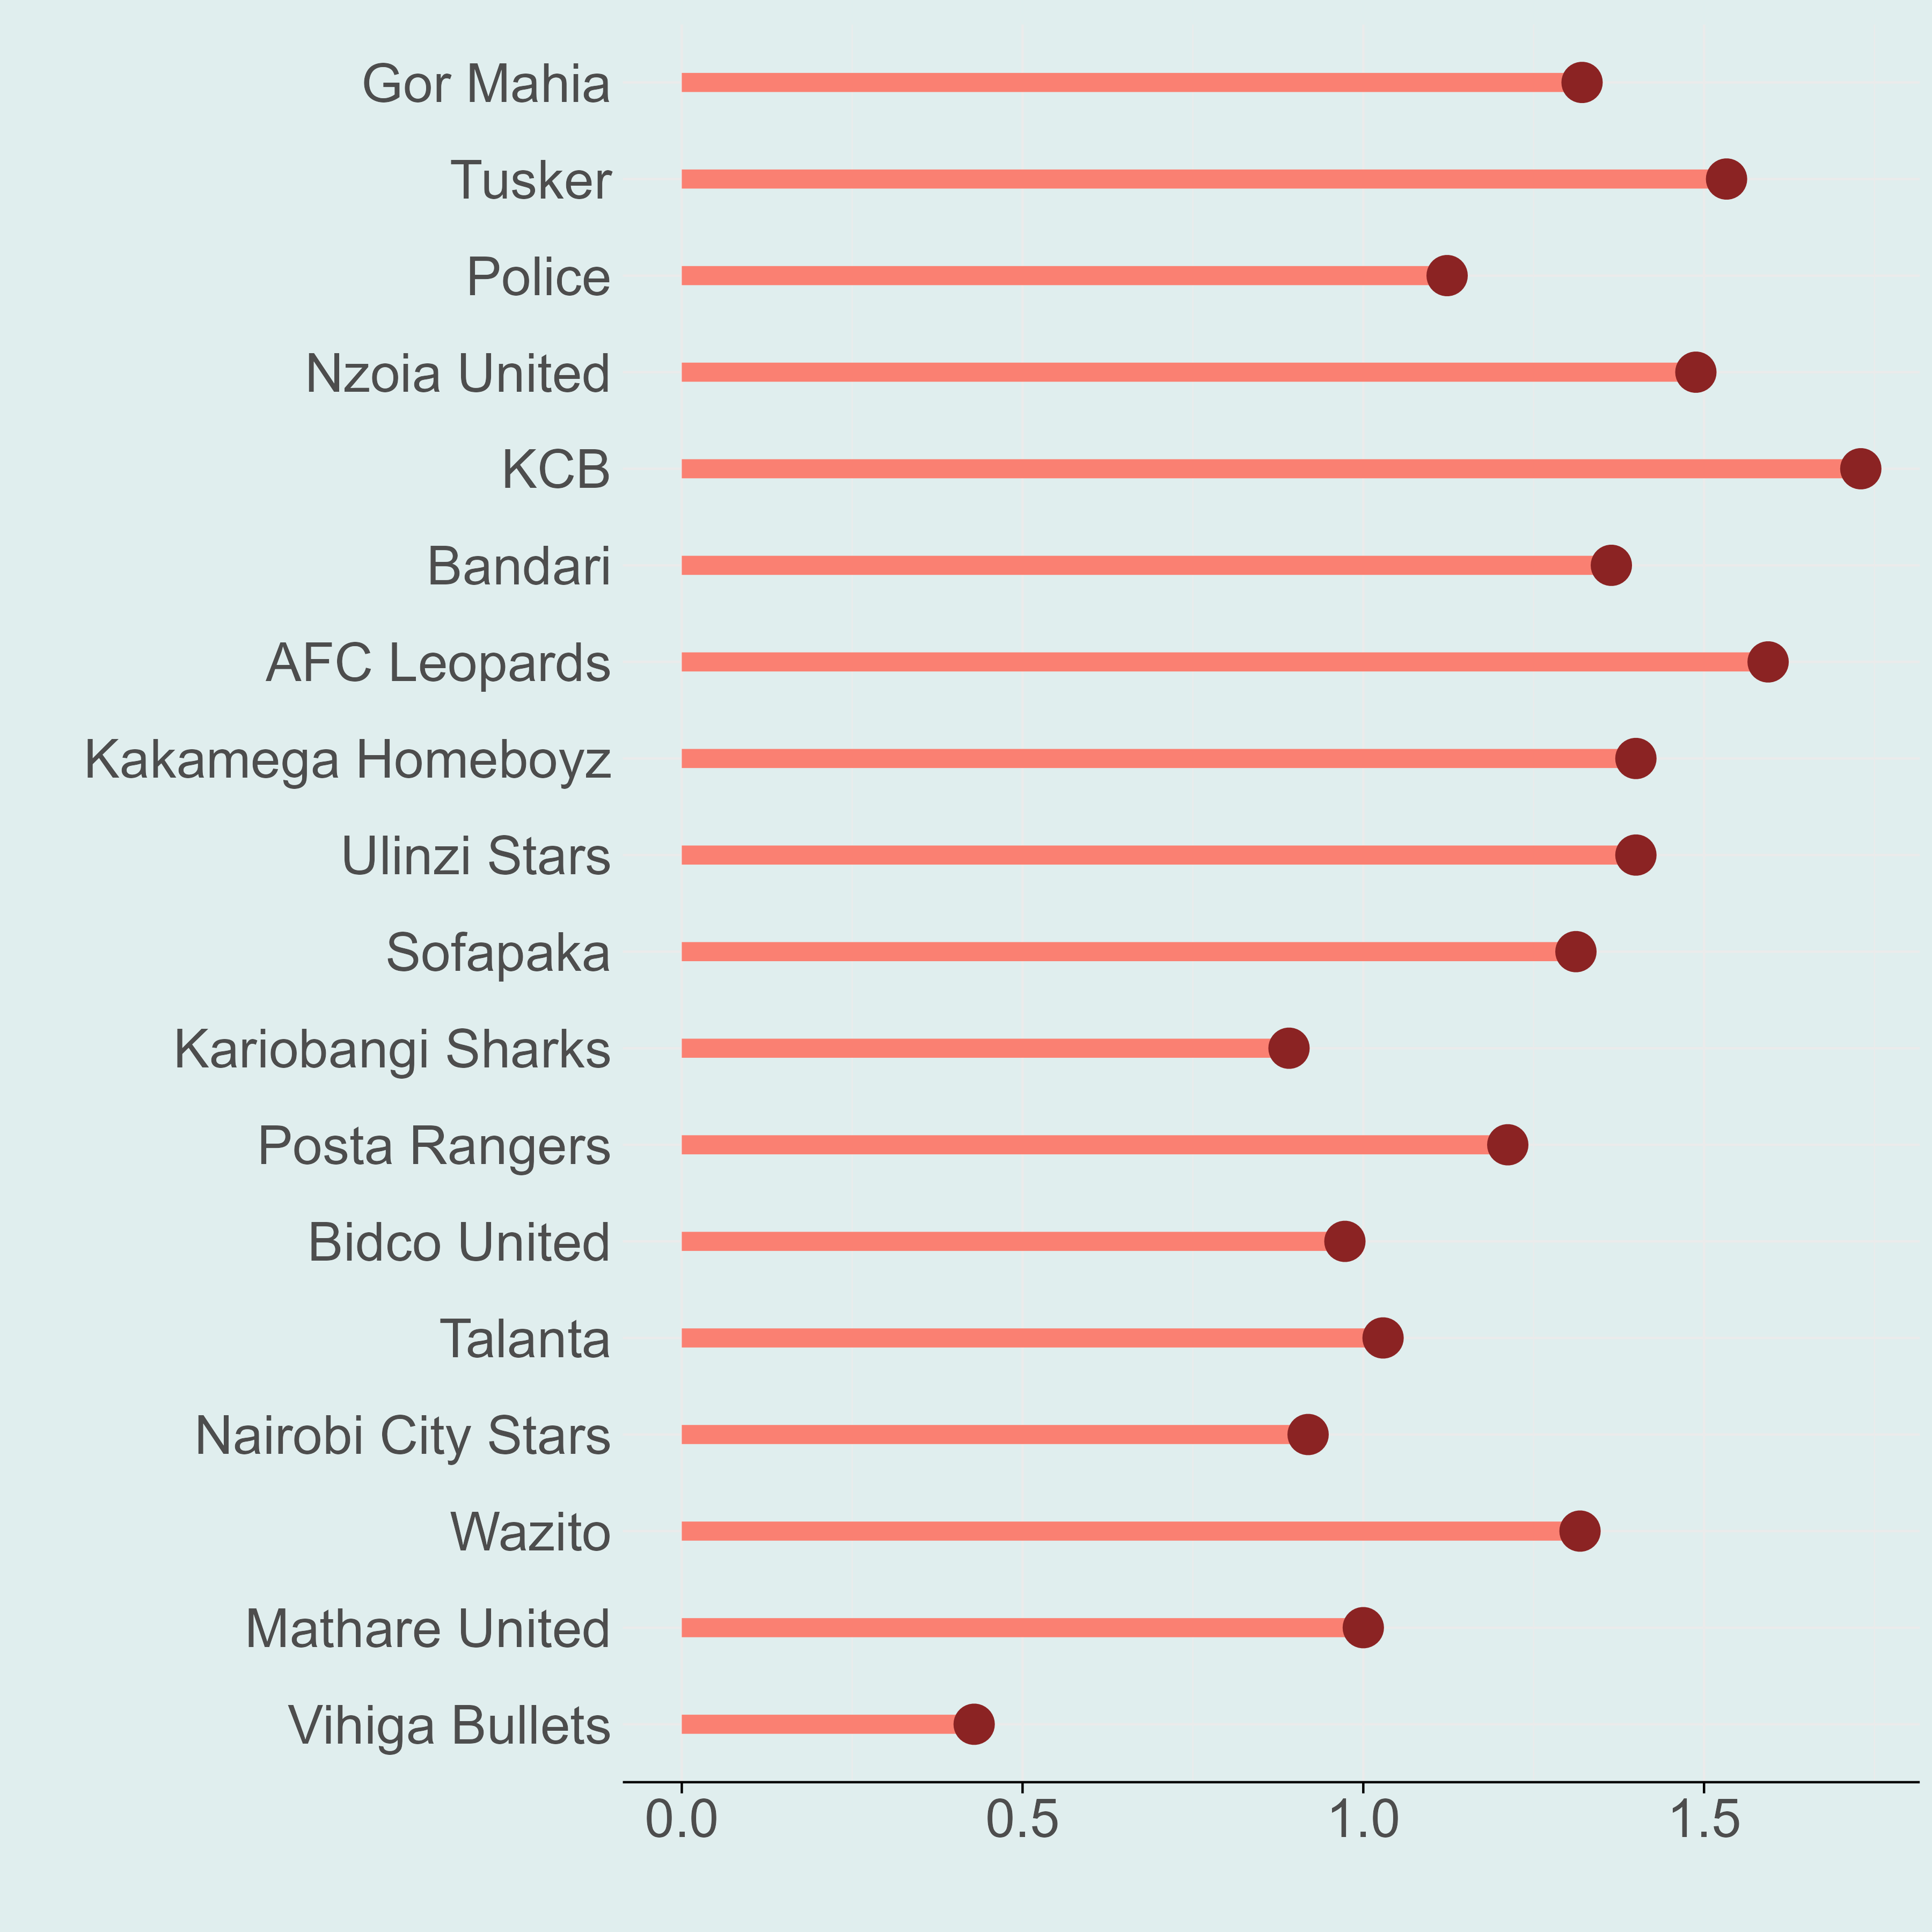 Gor Mahia
Tusker
Police
Nzoia United
KCB
Bandari
AFC Leopards
Kakamega Homeboyz
Ulinzi Stars
Sofapaka
Kariobangi Sharks
Posta Rangers
Bidco United
Talanta
Nairobi City Stars
Wazito
Mathare United
Vihiga Bullets
0.0 0.5 1.0 1.5